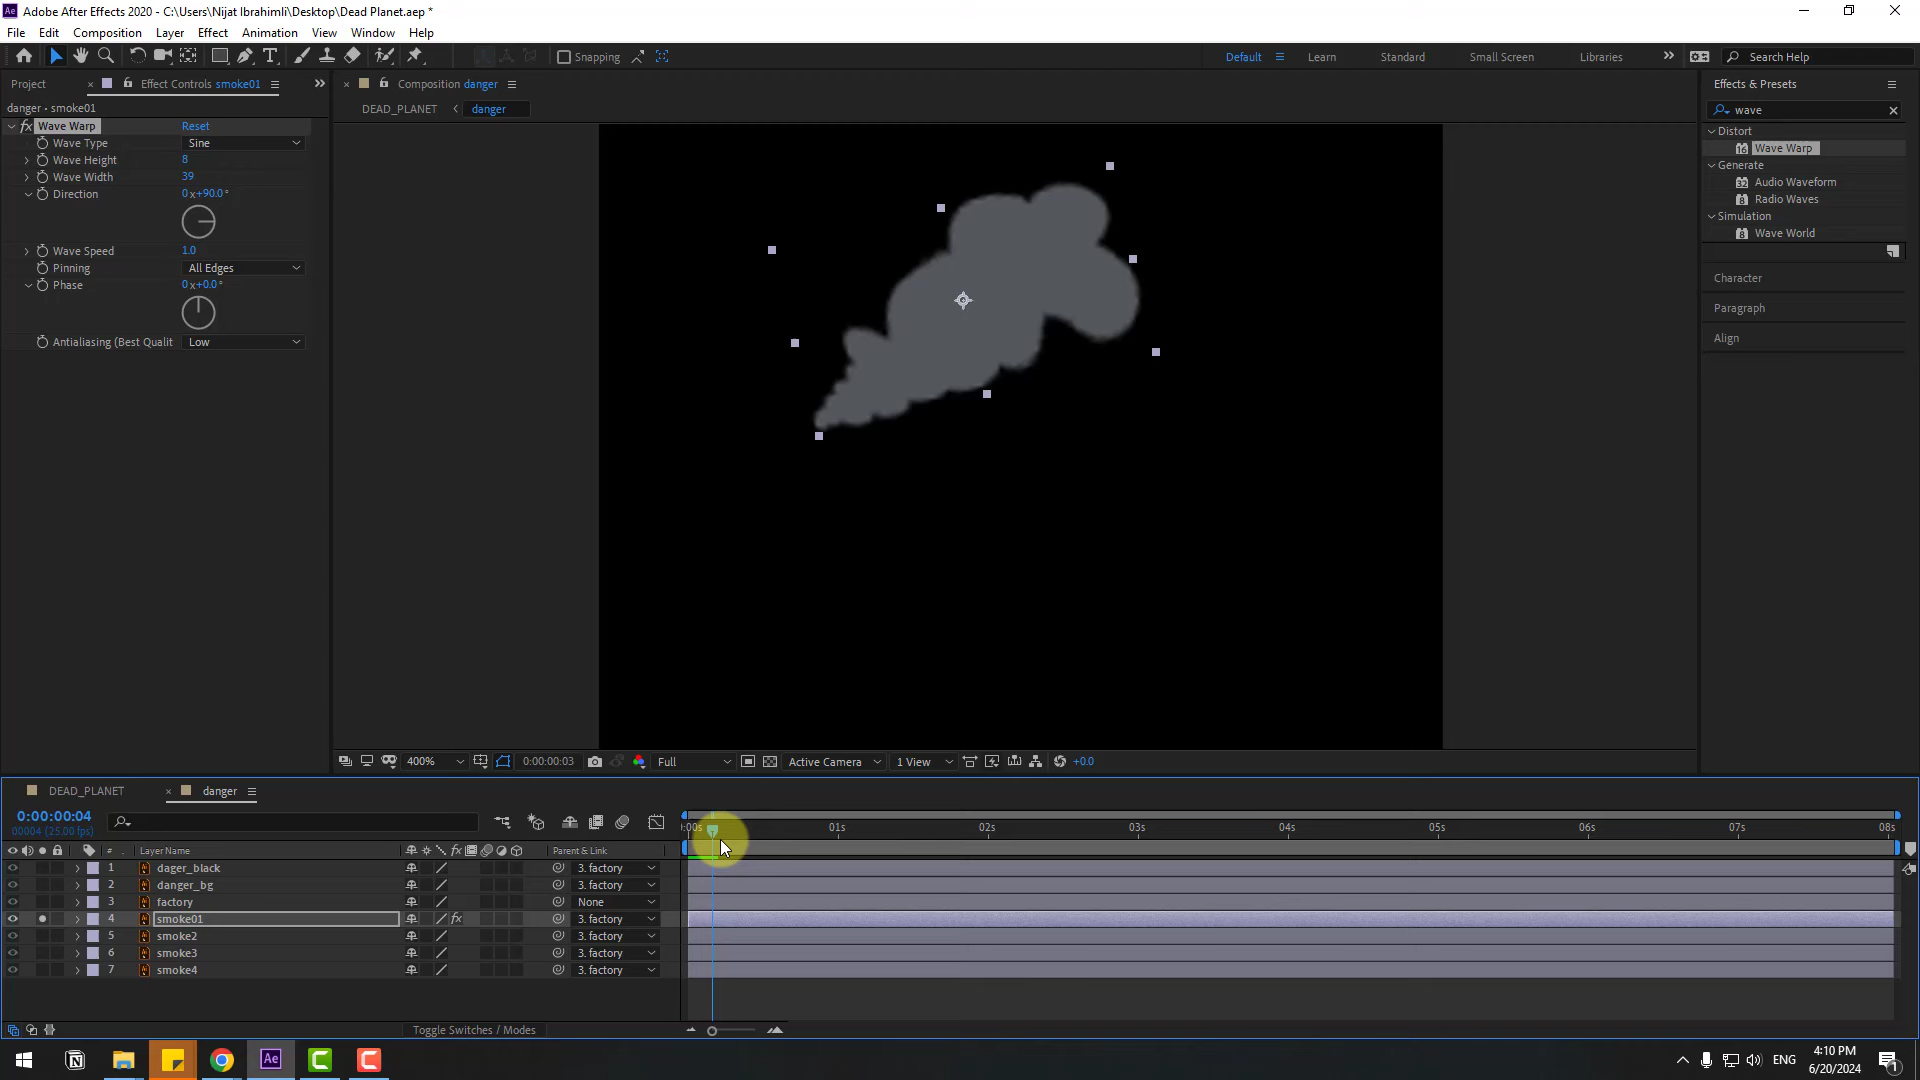 Adobe After Effects 2020 - C:\Users\Nijat Ibrahimli\Desktop\Dead Planet.aep *
File Edit Composition Layer Effect Animation View Window Help
Snapping Default Learn Standard Small Screen Libraries Search Help
Project Effect Controls smoke01
danger • smoke01
Wave Warp Reset
Wave Type Sine
Wave Height 8
Wave Width 39
Direction 0x+90.0°
Wave Speed 1.0
Pinning All Edges
Phase 0x+0.0°
Antialiasing (Best Qualit Low
Composition danger
DEAD_PLANET danger
Effects & Presets
wave
Distort
Wave Warp
Generate
Audio Waveform
Radio Waves
Simulation
Wave World
Character
Paragraph
Align
400% 0:00:00:03 Full Active Camera 1 View +0.0
DEAD_PLANET danger
0:00:00:04
00004 (25.00 fps)
:00s 01s 02s 03s 04s 05s 06s 07s 08s
# Layer Name Parent & Link
1 dager_black 3. factory
2 danger_bg 3. factory
3 factory None
4 smoke01 3. factory
5 smoke2 3. factory
6 smoke3 3. factory
7 smoke4 3. factory
Toggle Switches / Modes
ENG 4:10 PM
6/20/2024
1